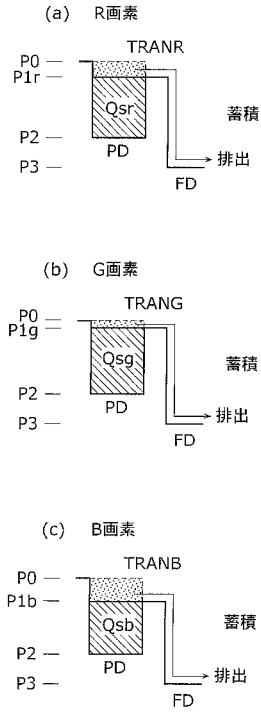 (a) R画素
TRANR
P0
P1r
Qsr
蓄積
P2
PD
P3
排出
FD
(b) G画素
TRANG
P0
P1g
Qsg
蓄積
P2
PD
P3
排出
FD
(c) B画素
TRANB
P0
P1b
Qsb
蓄積
P2
PD
P3
排出
FD